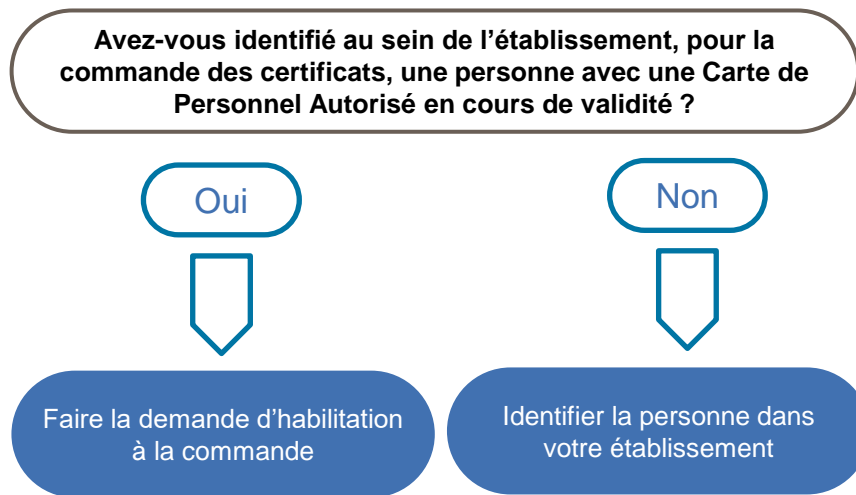 Avez-vous identifié au sein de l’établissement, pour la
commande des certificats, une personne avec une Carte de
Personnel Autorisé en cours de validité ?
Oui
Non
Faire la demande d’habilitation
à la commande
Identifier la personne dans
votre établissement